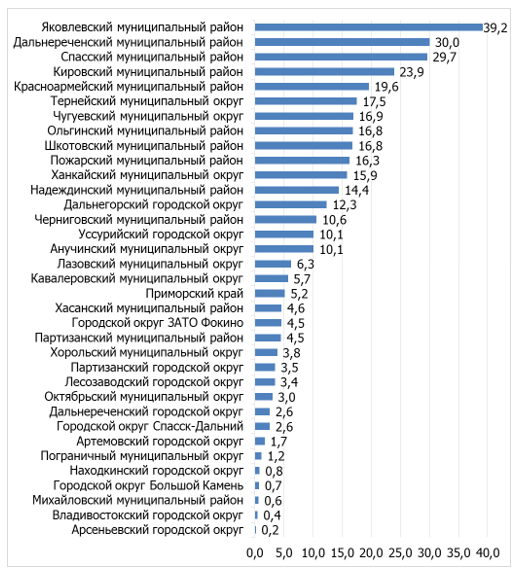 Яковлевский муниципальный район 39,2
Дальнереченский муниципальный район 30,0
Спасский муниципальный район 29,7
Кировский муниципальный район 23,9
Красноармейский муниципальный район 19,6
Тернейский муниципальный округ 17,5
Чугуевский муниципальный округ 16,9
Ольгинский муниципальный район 16,8
Шкотовский муниципальный район 16,8
Пожарский муниципальный район 16,3
Ханкайский муниципальный округ 15,9
Надеждинский муниципальный район 14,4
Дальнегорский городской округ 12,3
Черниговский муниципальный район 10,6
Уссурийский городской округ 10,1
Анучинский муниципальный округ 10,1
Лазовский муниципальный округ 6,3
Кавалеровский муниципальный округ 5,7
Приморский край 5,2
Хасанский муниципальный район 4,6
Городской округ ЗАТО Фокино 4,5
Партизанский муниципальный район 4,5
Хорольский муниципальный округ 3,8
Партизанский городской округ 3,5
Лесозаводский городской округ 3,4
Октябрьский муниципальный округ 3,0
Дальнереченский городской округ 2,6
Городской округ Спасск-Дальний 2,6
Артемовский городской округ 1,7
Пограничный муниципальный округ 1,2
Находкинский городской округ 0,8
Городской округ Большой Камень 0,7
Михайловский муниципальный район 0,6
Владивостокский городской округ 0,4
Арсеньевский городской округ 0,2
0,0 5,0 10,0 15,0 20,0 25,0 30,0 35,0 40,0